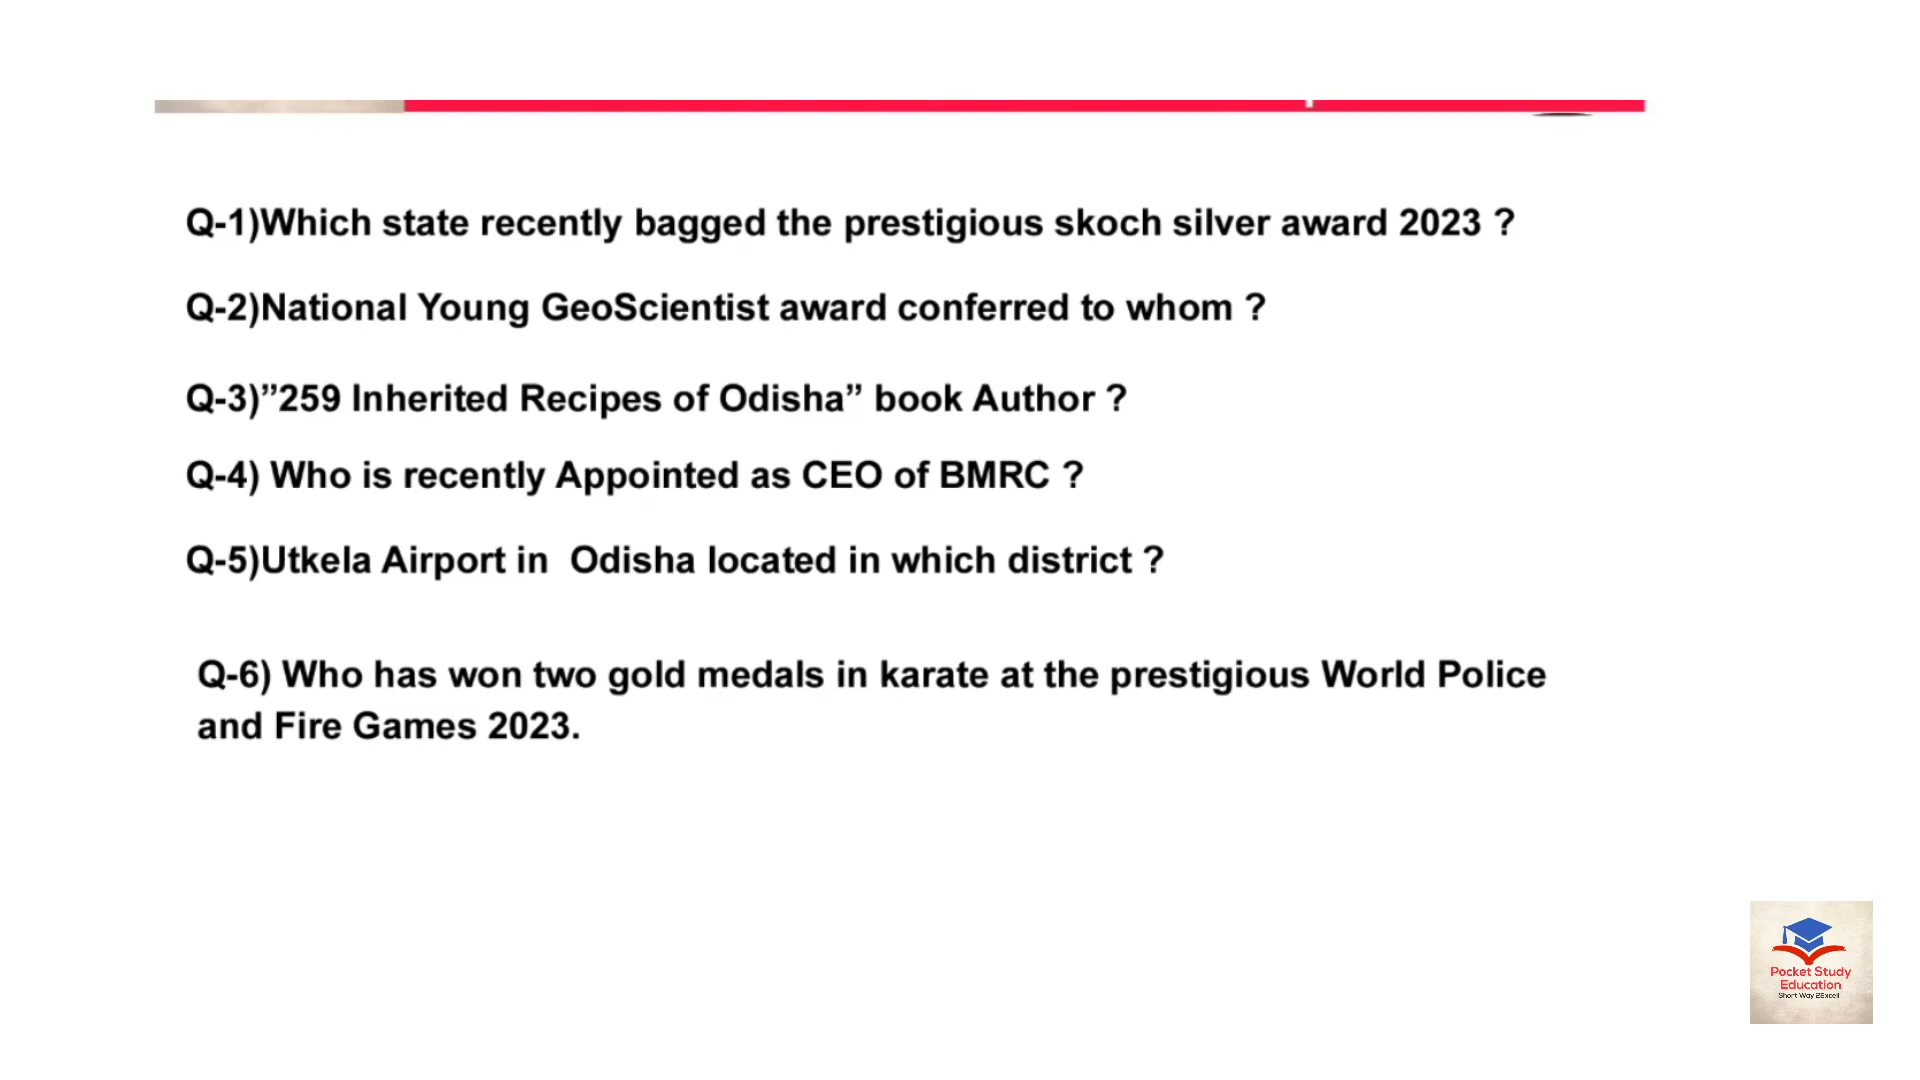 Q-1)Which state recently bagged the prestigious skoch silver award 2023 ?
Q-2)National Young GeoScientist award conferred to whom ?
Q-3)”259 Inherited Recipes of Odisha” book Author ?
Q-4) Who is recently Appointed as CEO of BMRC ?
Q-5)Utkela Airport in  Odisha located in which district ?
Q-6) Who has won two gold medals in karate at the prestigious World Police
and Fire Games 2023.
Pocket Study
Education
Short Way 2Excell